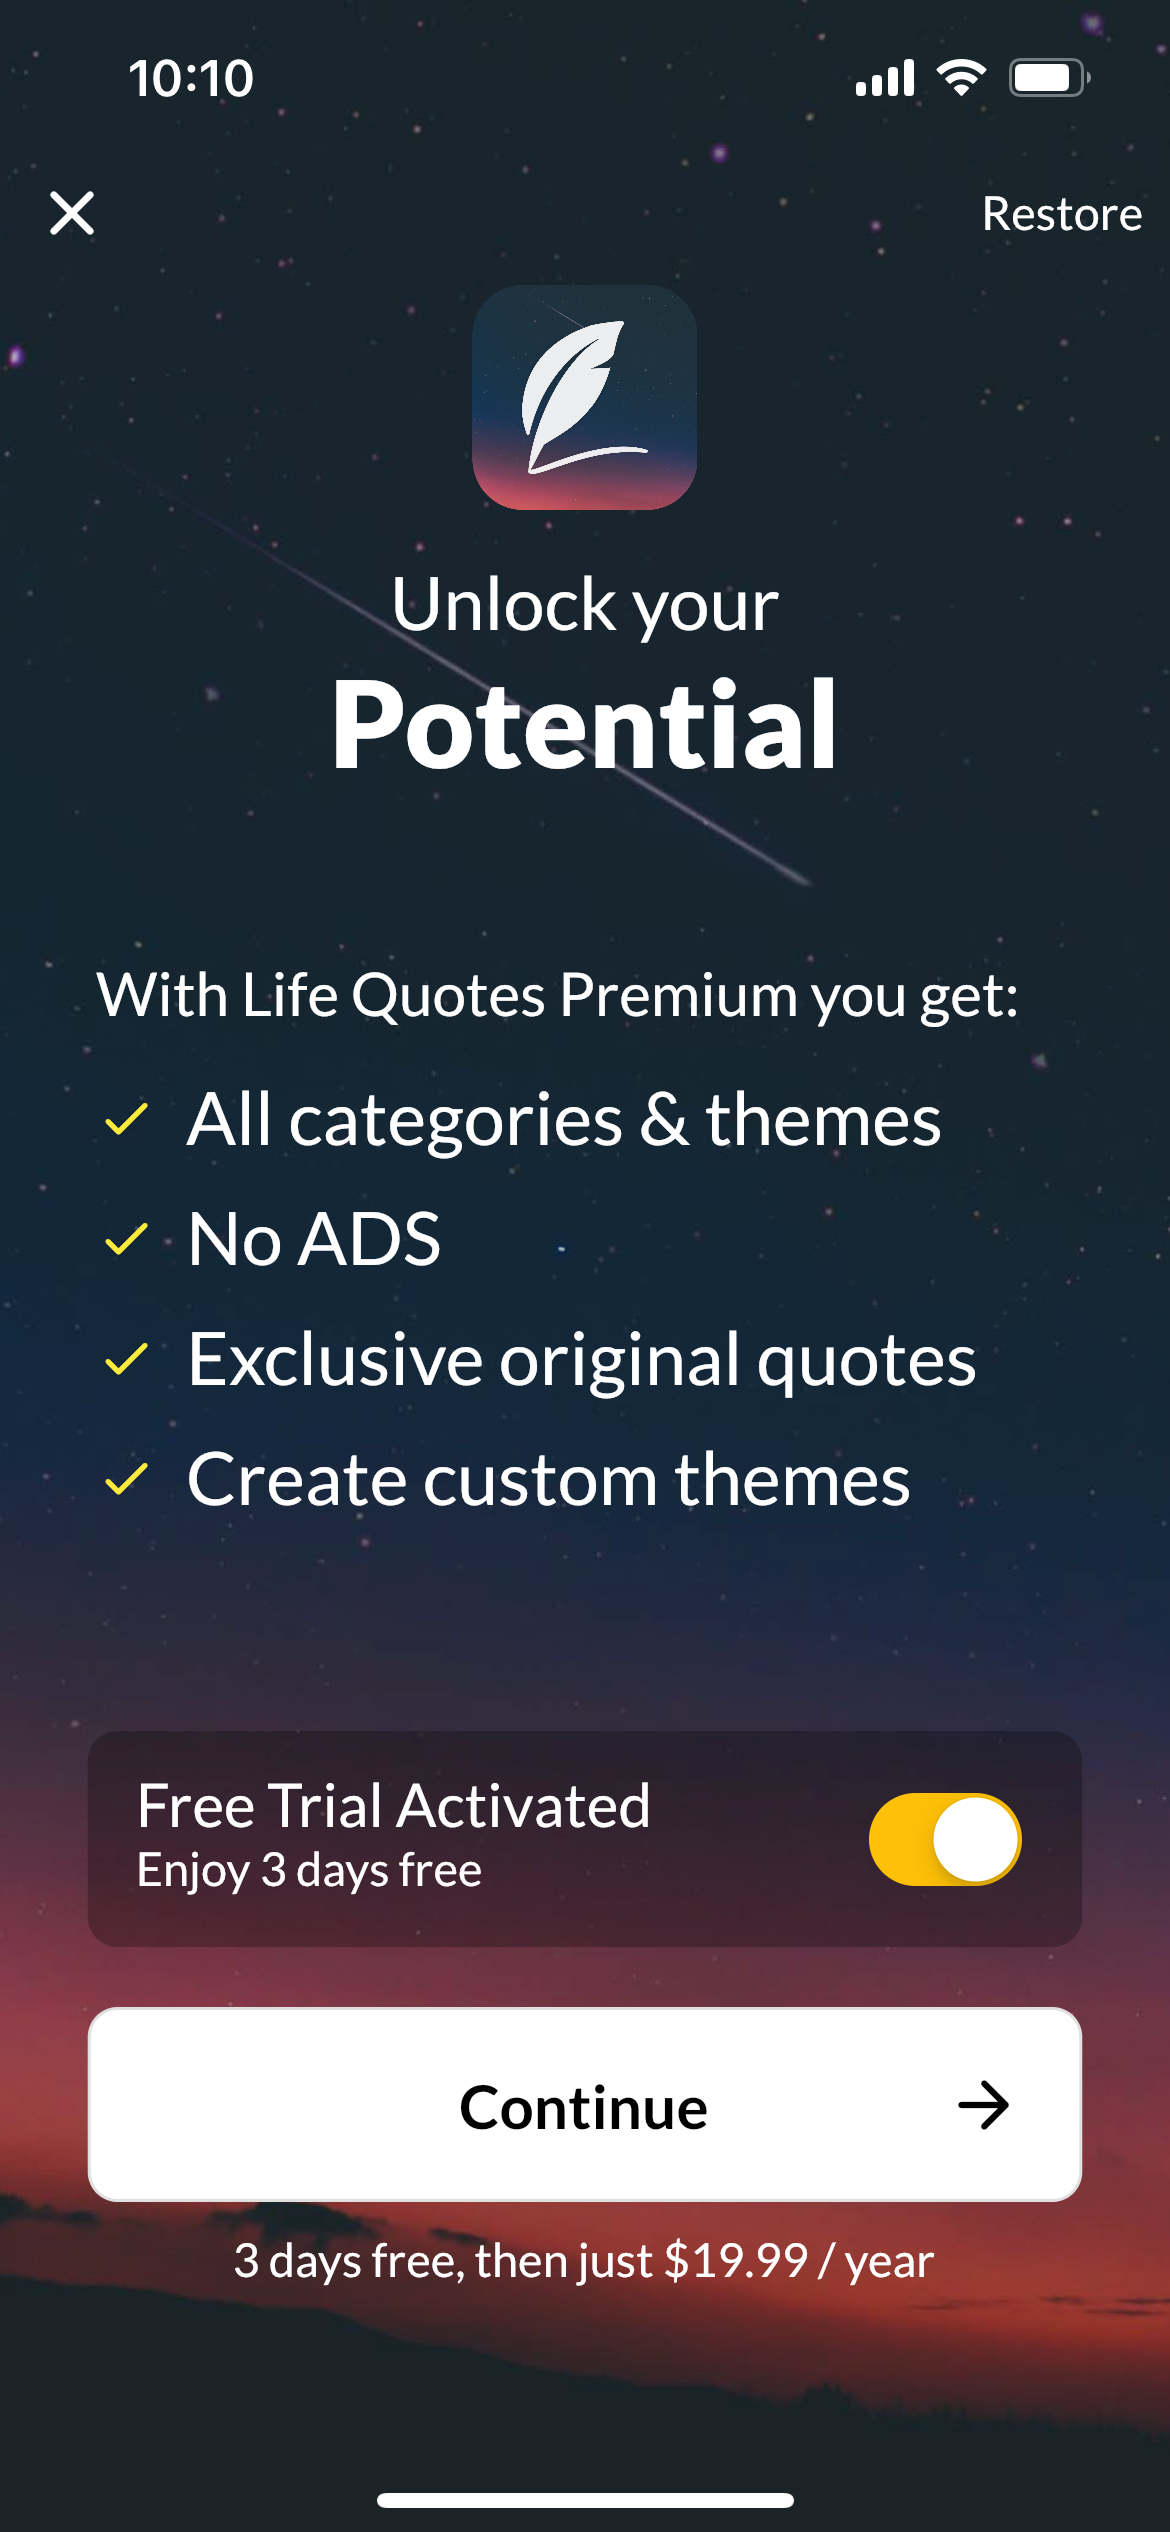 10:10
Restore
Unlock your
Potential
With Life Quotes Premium you get:
All categories & themes
No ADS
Exclusive original quotes
Create custom themes
Free Trial Activated
Enjoy 3 days free
Continue
3 days free, then just $19.99 / year